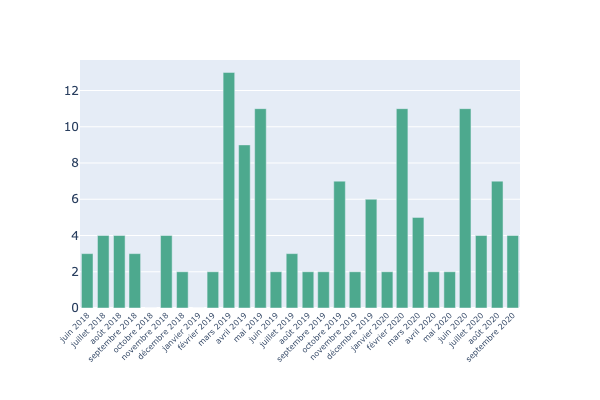 12
10
8
6
4
2
0
juin 2018
juillet 2018
août 2018
septembre 2018
octobre 2018
novembre 2018
décembre 2018
janvier 2019
février 2019
mars 2019
avril 2019
mai 2019
juin 2019
juillet 2019
août 2019
septembre 2019
octobre 2019
novembre 2019
décembre 2019
janvier 2020
février 2020
mars 2020
avril 2020
mai 2020
juin 2020
juillet 2020
août 2020
septembre 2020